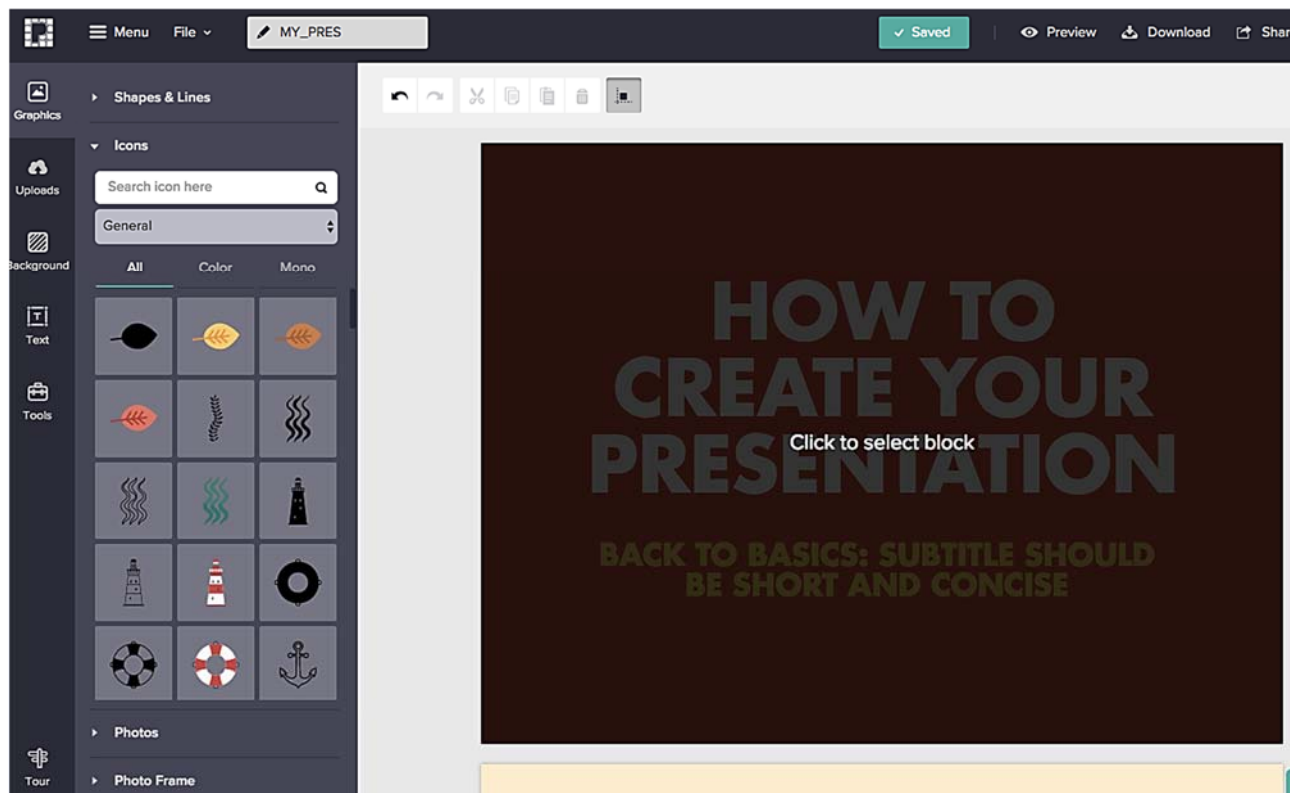 Menu File MY_PRES Saved Preview Download Shar
Graphics
Uploads
Background
Text
Tools
Tour
Shapes & Lines
Icons
Search icon here
General
All Color Mono
Photos
Photo Frame
HOW TO
CREATE YOUR
PRESENTATION
Click to select block
BACK TO BASICS: SUBTITLE SHOULD
BE SHORT AND CONCISE